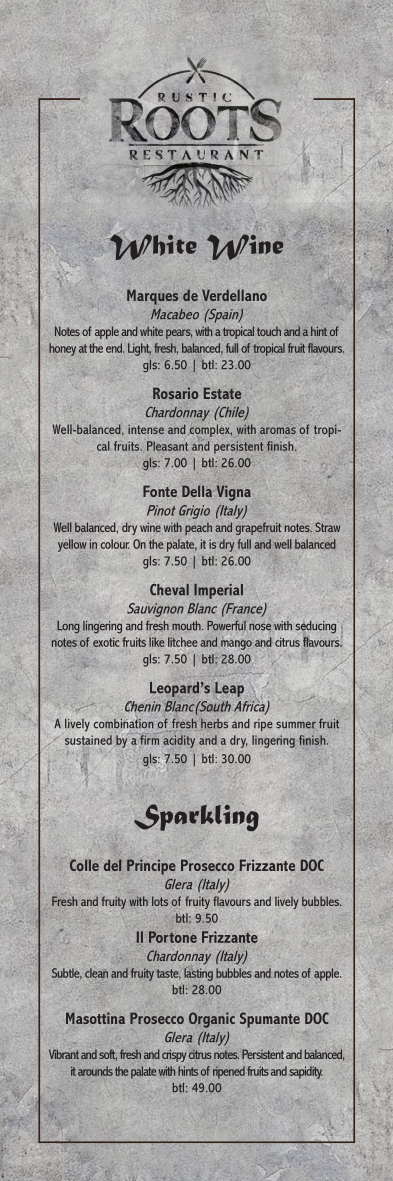 RUSTIC
ROOTS
RESTAURANT
White Wine
Marques de Verdellano
Macabeo (Spain)
Notes of apple and white pears, with a tropical touch and a hint of
honey at the end. Light, fresh, balanced, full of tropical fruit flavours.
gls: 6.50 | btl: 23.00
Rosario Estate
Chardonnay (Chile)
Well-balanced, intense and complex, with aromas of tropi-
cal fruits. Pleasant and persistent finish.
gls: 7.00 | btl: 26.00
Fonte Della Vigna
Pinot Grigio (Italy)
Well balanced, dry wine with peach and grapefruit notes. Straw
yellow in colour. On the palate, it is dry full and well balanced
gls: 7.50 | btl: 26.00
Cheval Imperial
Sauvignon Blanc (France)
Long lingering and fresh mouth. Powerful nose with seducing
notes of exotic fruits like litchee and mango and citrus flavours.
gls: 7.50 | btl: 28.00
Leopard's Leap
Chenin Blanc(South Africa)
A lively combination of fresh herbs and ripe summer fruit
sustained by a firm acidity and a dry, lingering finish.
gls: 7.50 | btl: 30.00
Sparkling
Colle del Principe Prosecco Frizzante DOC
Glera (Italy)
Fresh and fruity with lots of fruity flavours and lively bubbles.
btl: 9.50
Il Portone Frizzante
Chardonnay (Italy)
Subtle, clean and fruity taste, lasting bubbles and notes of apple.
btl: 28.00
Masottina Prosecco Organic Spumante DOC
Glera (Italy)
Vibrant and soft, fresh and crispy citrus notes. Persistent and balanced,
it arounds the palate with hints of ripened fruits and sapidity.
btl: 49.00